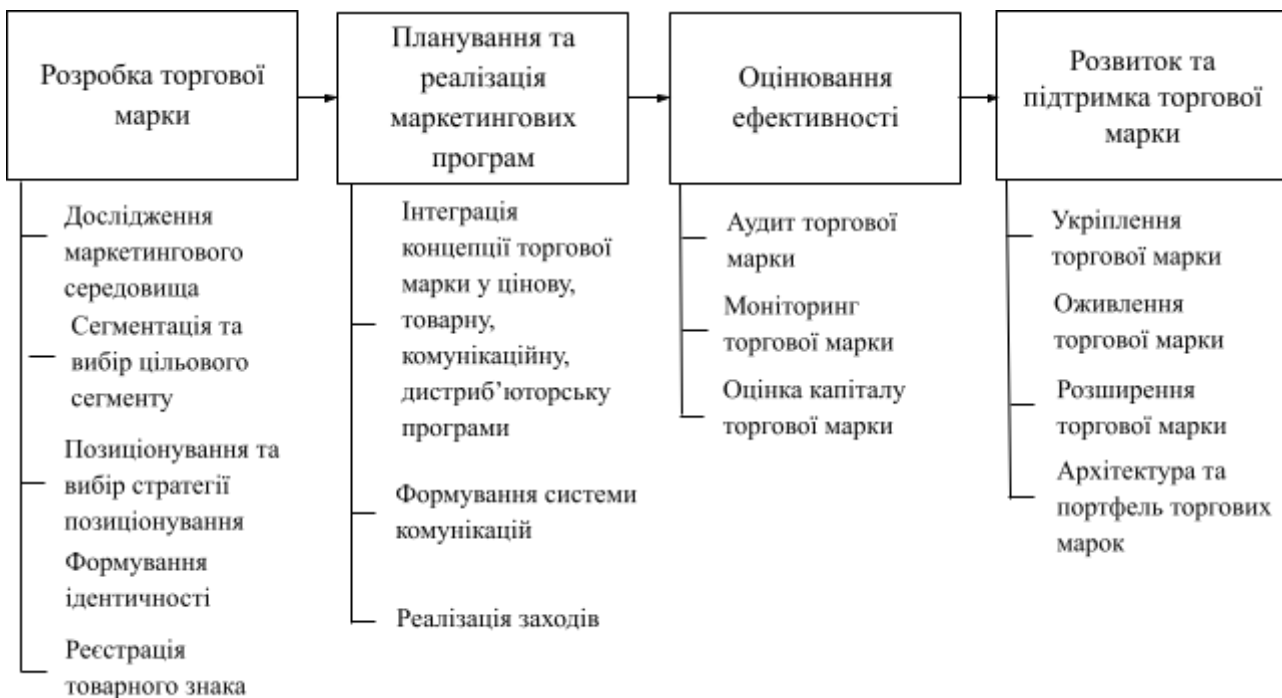 Розробка торгової
марки
Планування та
реалізація
маркетингових
програм
Оцінювання
ефективності
Розвиток та
підтримка торгової
марки
Дослідження
маркетингового
середовища
Сегментація та
вибір цільового
сегменту
Позиціонування та
вибір стратегії
позиціонування
Формування
ідентичності
Реєстрація
товарного знака
Інтеграція
концепції торгової
марки у цінову,
товарну,
комунікаційну,
дистриб’юторську
програми
Формування системи
комунікацій
Реалізація заходів
Аудит торгової
марки
Моніторинг
торгової марки
Оцінка капіталу
торгової марки
Укріплення
торгової марки
Оживлення
торгової марки
Розширення
торгової марки
Архітектура та
портфель торгових
марок